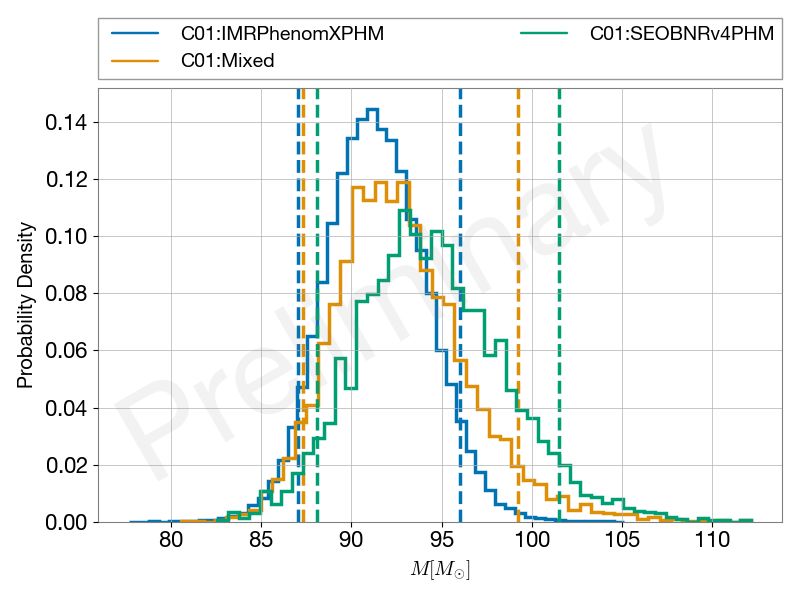 C01:IMRPhenomXPHM
C01:Mixed
C01:SEOBNRv4PHM
Preliminary
Probability Density
0.14
0.12
0.10
0.08
0.06
0.04
0.02
0.00
80 85 90 95 100 105 110
M[M☉]